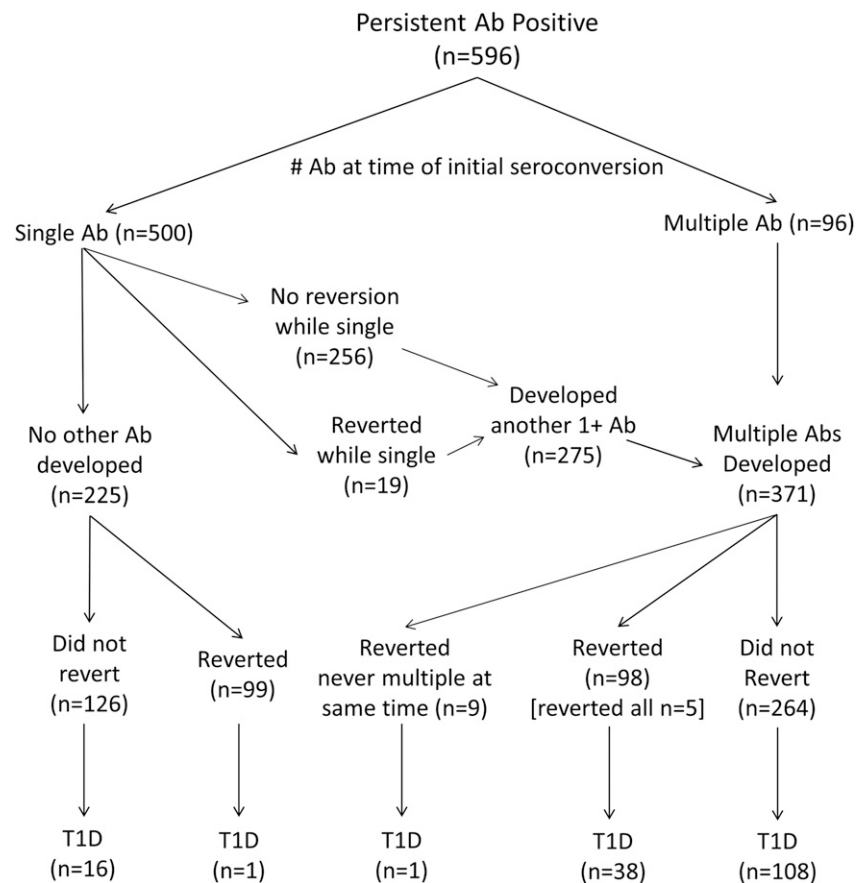 Persistent Ab Positive
(n=596)
# Ab at time of initial seroconversion
Single Ab (n=500)
Multiple Ab (n=96)
No reversion
while single
(n=256)
Developed
another 1+ Ab
(n=275)
Reverted
while single
(n=19)
No other Ab
developed
(n=225)
Multiple Abs
Developed
(n=371)
Did not
revert
(n=126)
Reverted
(n=99)
Reverted
never multiple at
same time (n=9)
Reverted
(n=98)
[reverted all n=5]
Did not
Revert
(n=264)
T1D
(n=16)
T1D
(n=1)
T1D
(n=1)
T1D
(n=38)
T1D
(n=108)